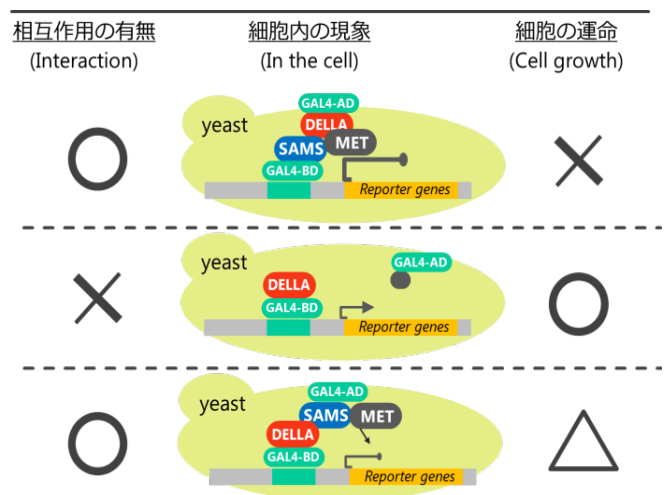 相互作用の有無
(Interaction)
細胞内の現象
(In the cell)
細胞の運命
(Cell growth)
yeast
GAL4-AD
DELLA
SAMS
MET
GAL4-BD
Reporter genes
yeast
GAL4-AD
DELLA
GAL4-BD
Reporter genes
yeast
GAL4-AD
SAMS
MET
DELLA
GAL4-BD
Reporter genes